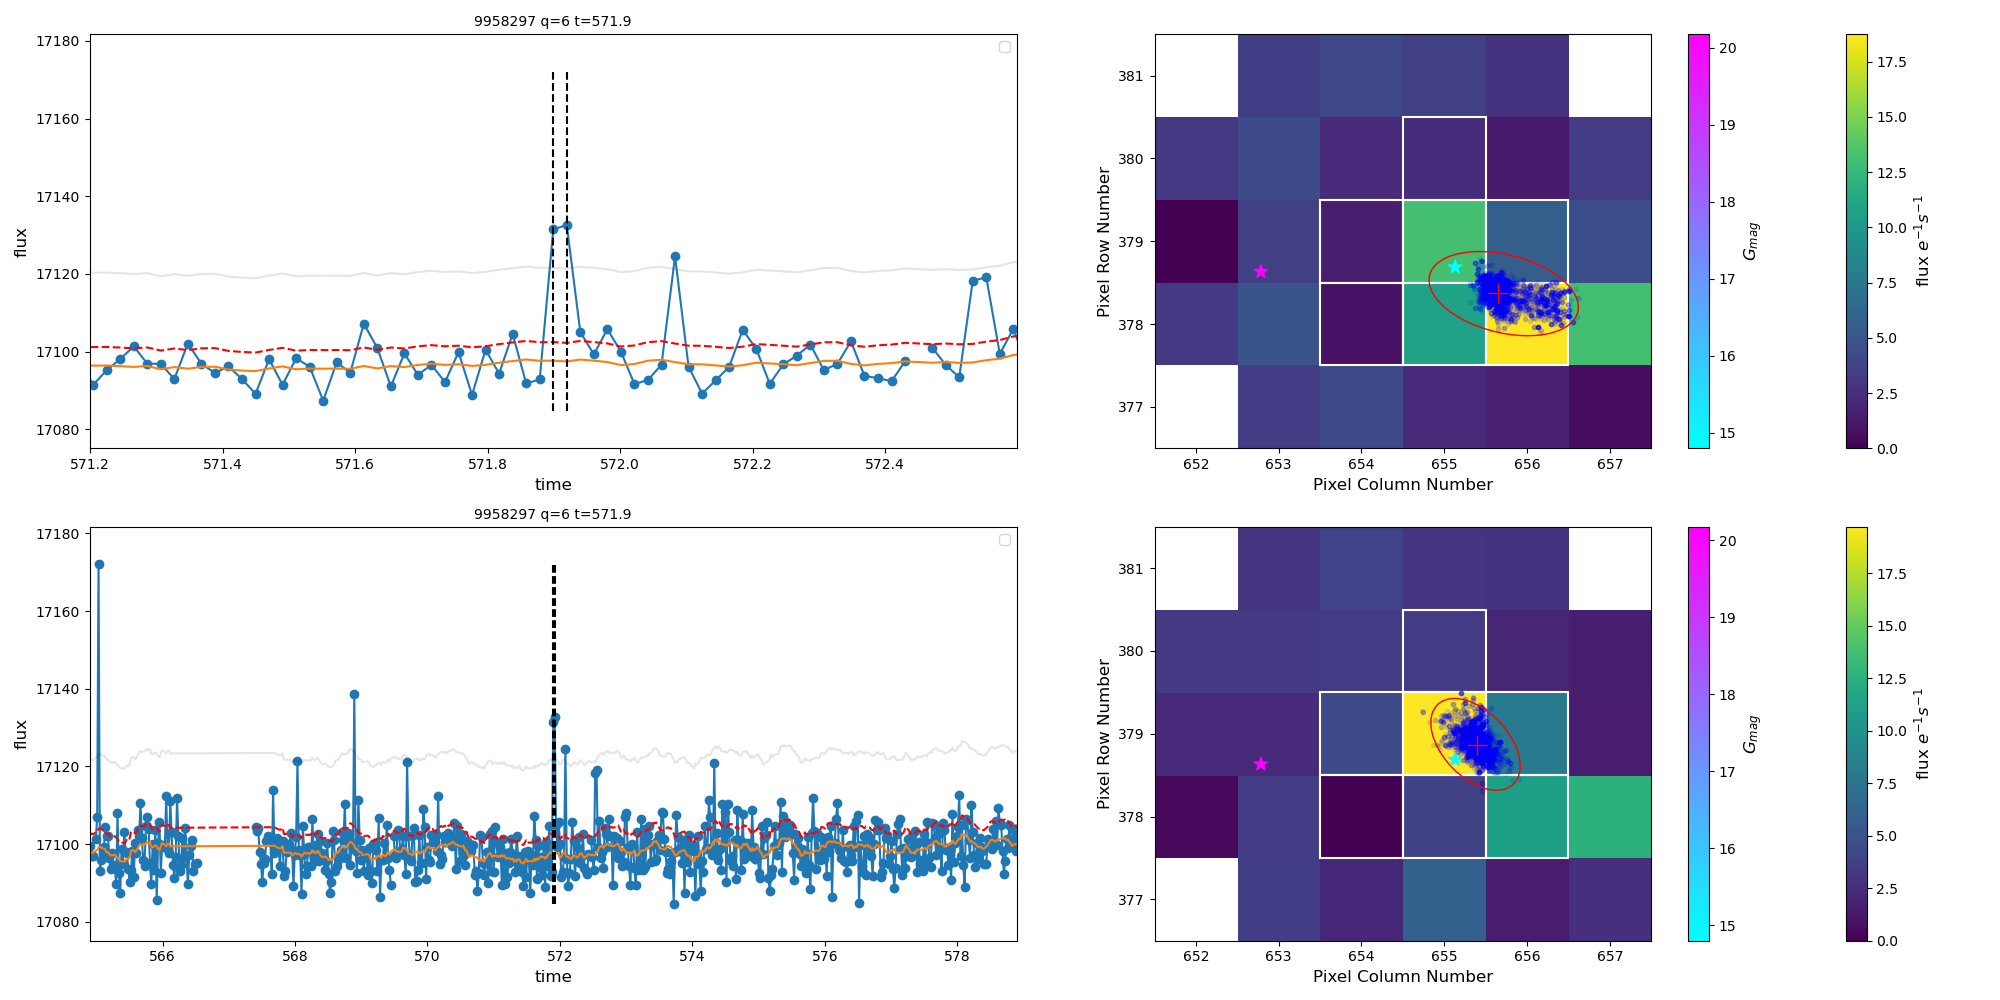 9958297 q=6 t=571.9
17180
17160
17140
17120
17100
17080
flux
571.2 571.4 571.6 571.8 572.0 572.2 572.4
time
381
380
379
378
377
Pixel Row Number
652 653 654 655 656 657
Pixel Column Number
20
19
18
17
16
15
G_mag
17.5
15.0
12.5
10.0
7.5
5.0
2.5
0.0
flux e⁻¹s⁻¹
9958297 q=6 t=571.9
17180
17160
17140
17120
17100
17080
flux
566 568 570 572 574 576 578
time
381
380
379
378
377
Pixel Row Number
652 653 654 655 656 657
Pixel Column Number
20
19
18
17
16
15
G_mag
17.5
15.0
12.5
10.0
7.5
5.0
2.5
0.0
flux e⁻¹s⁻¹